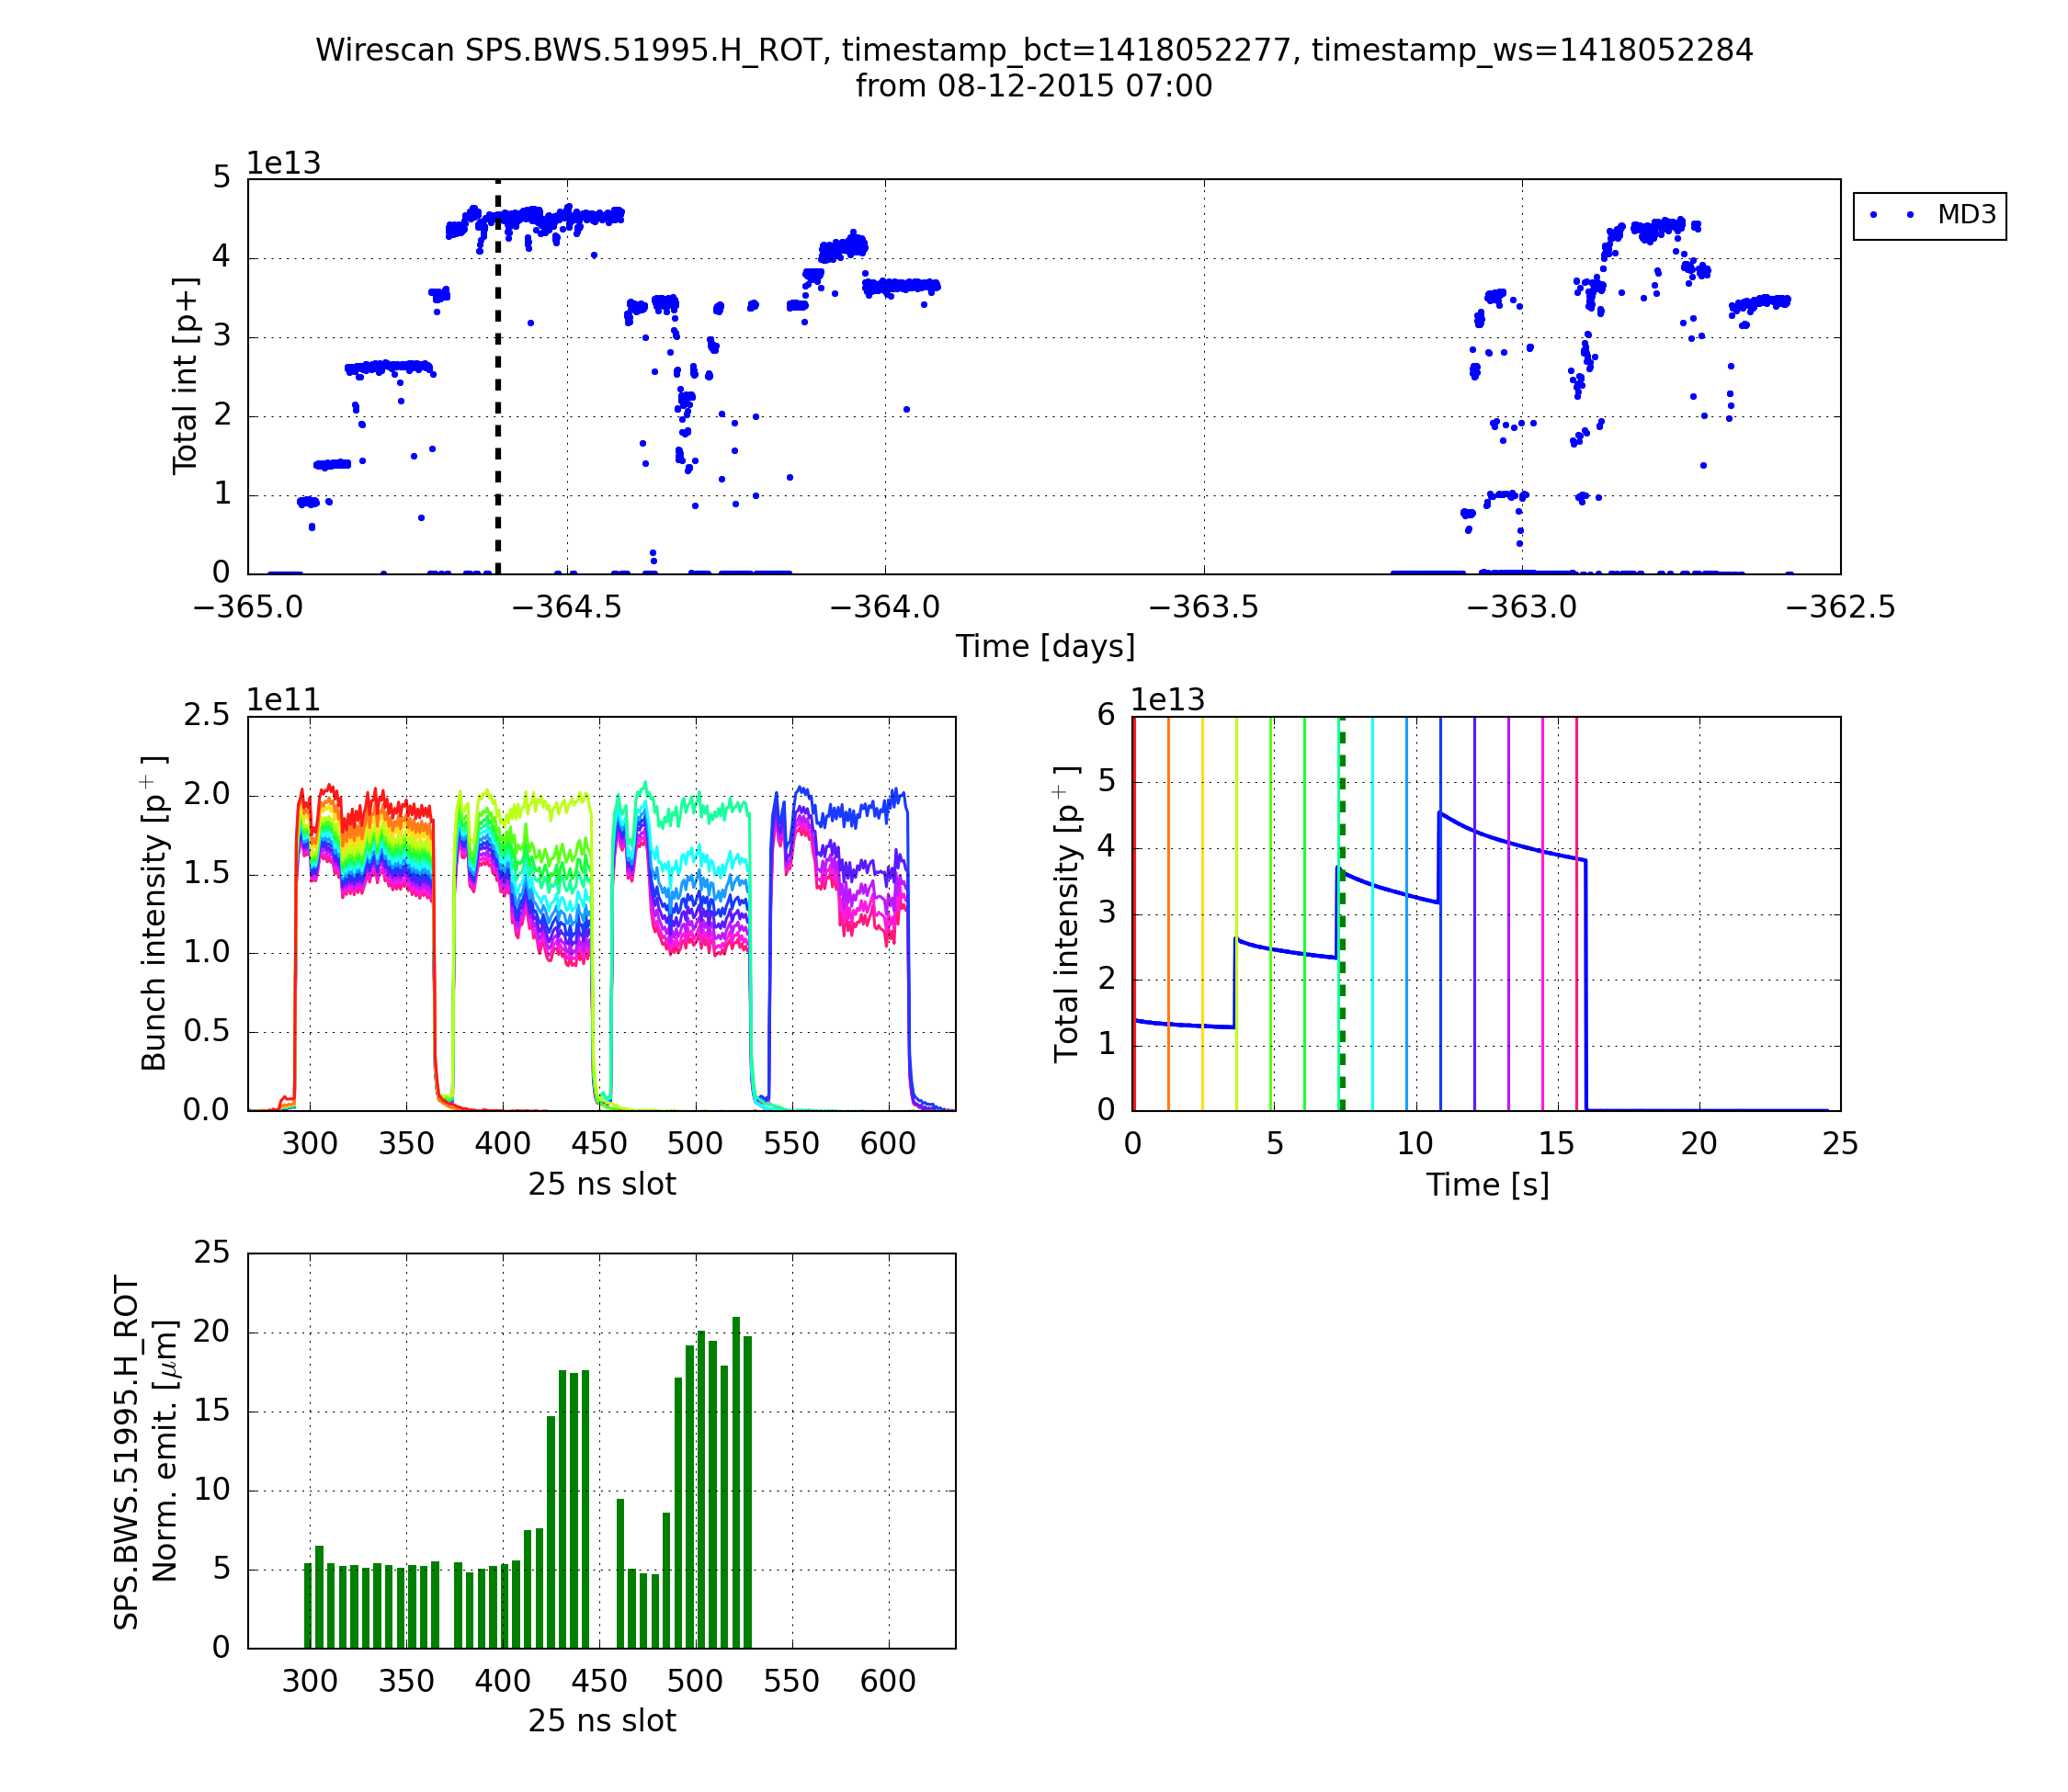 Wirescan SPS.BWS.51995.H_ROT, timestamp_bct=1418052277, timestamp_ws=1418052284
from 08-12-2015 07:00
1e13
5
4
3
2
1
0
Total int [p+]
MD3
−365.0 −364.5 −364.0 −363.5 −363.0 −362.5
Time [days]
1e11
2.5
2.0
1.5
1.0
0.5
0.0
Bunch intensity [p+]
300 350 400 450 500 550 600
25 ns slot
1e13
6
5
4
3
2
1
0
Total intensity [p+]
0 5 10 15 20 25
Time [s]
25
20
15
10
5
0
SPS.BWS.51995.H_ROT
Norm. emit. [μm]
300 350 400 450 500 550 600
25 ns slot